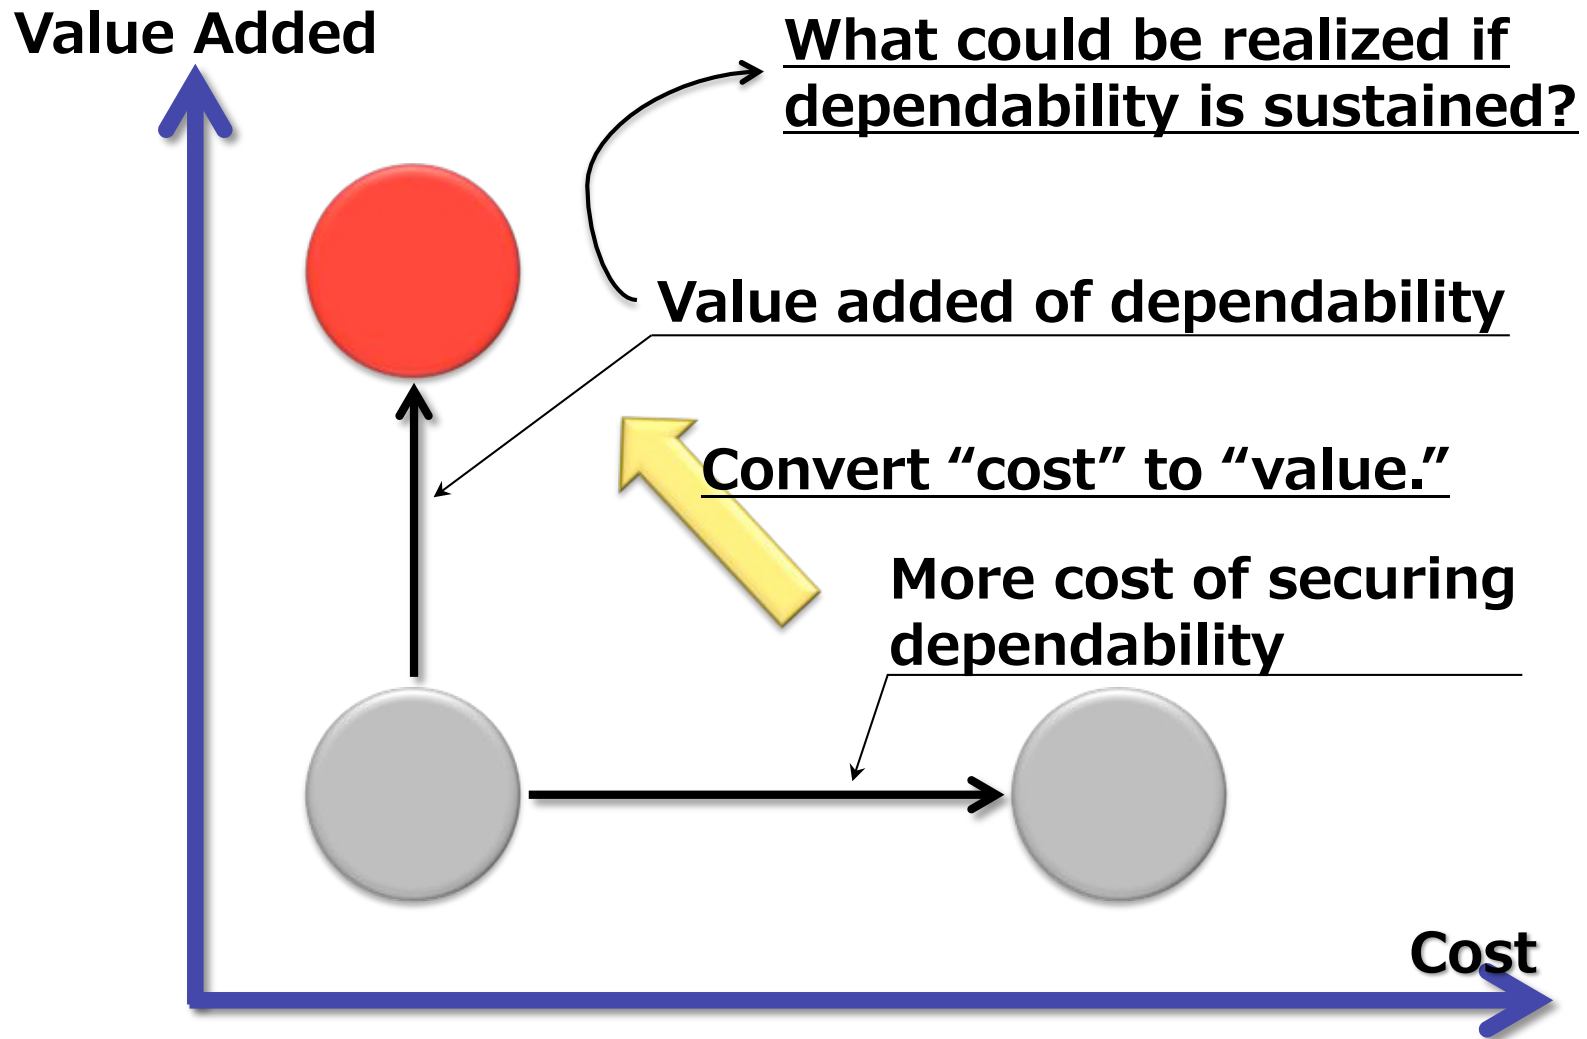 Value Added
What could be realized if
dependability is sustained?
Value added of dependability
Convert “cost” to “value.”
More cost of securing
dependability
Cost